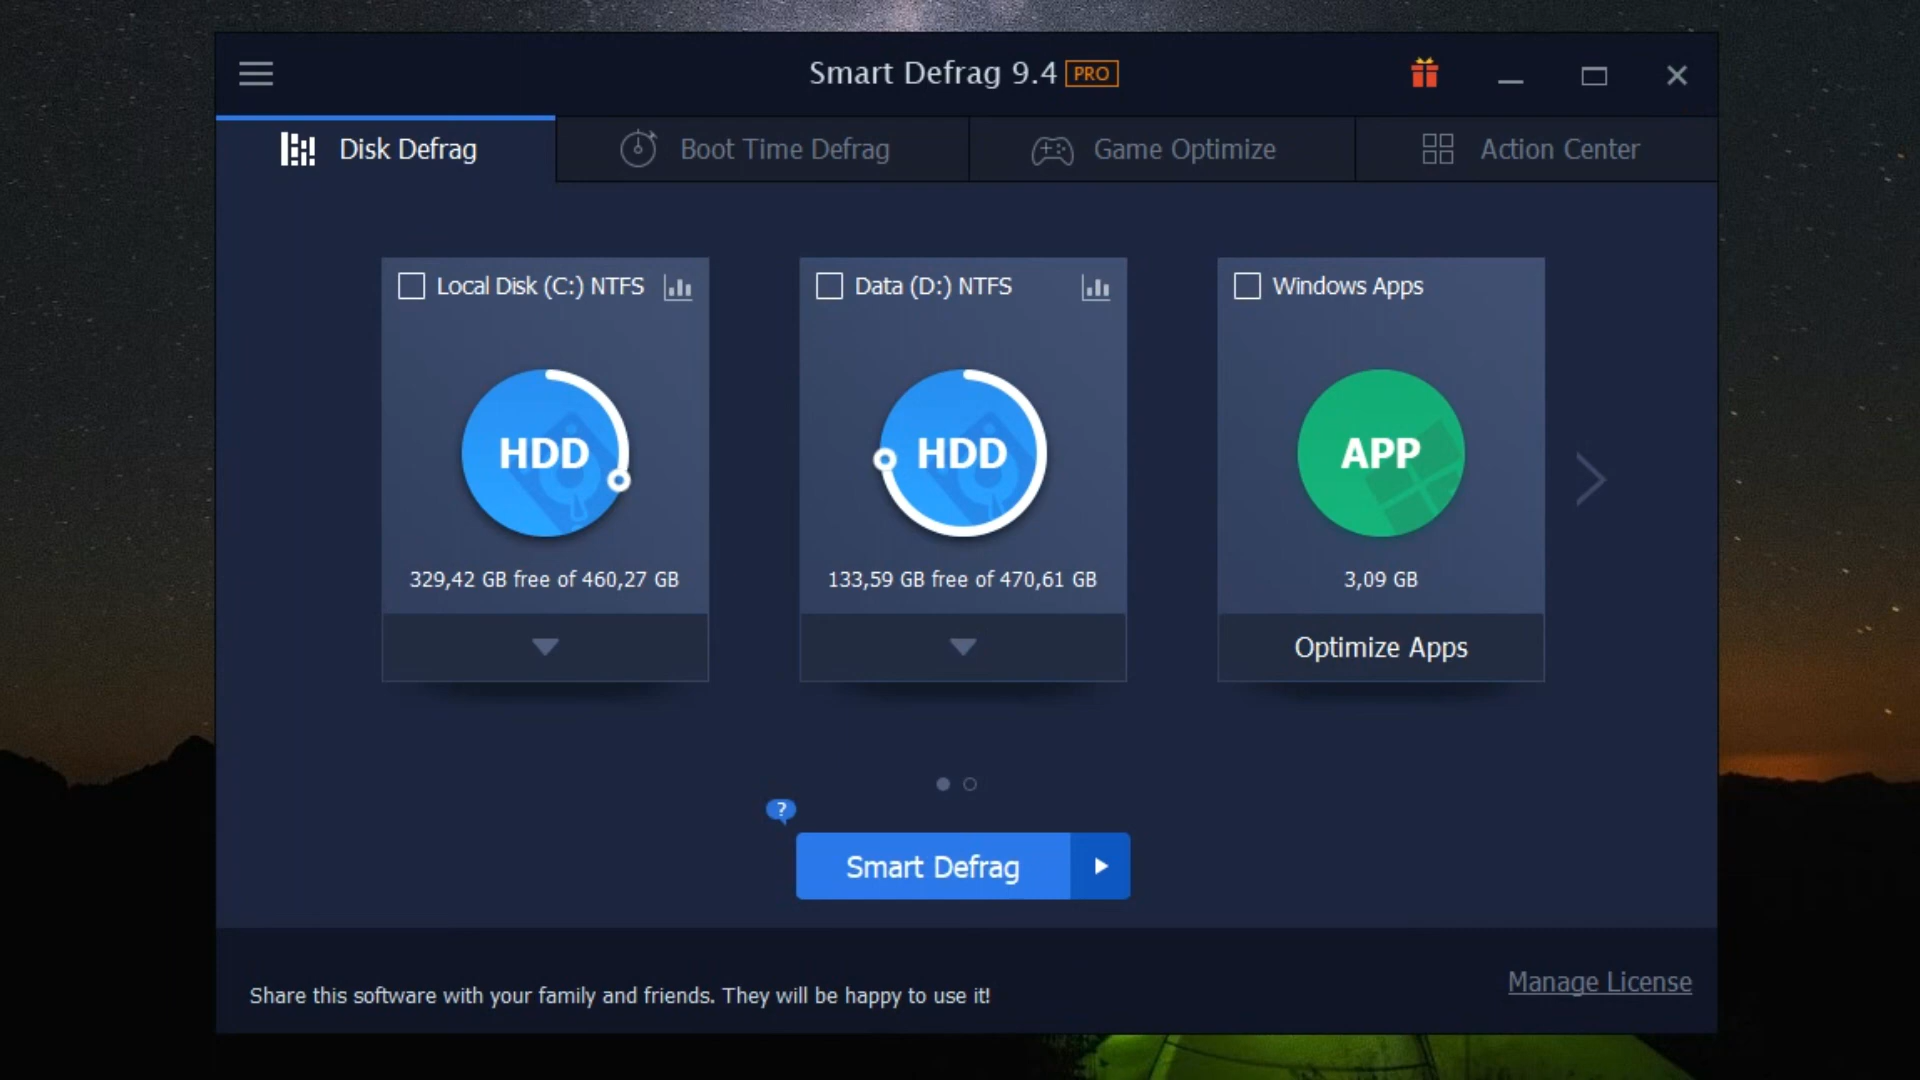 Smart Defrag 9.4 PRO
Disk Defrag
Boot Time Defrag
Game Optimize
Action Center
Local Disk (C:) NTFS
Data (D:) NTFS
Windows Apps
HDD
HDD
APP
329,42 GB free of 460,27 GB
133,59 GB free of 470,61 GB
3,09 GB
Optimize Apps
?
Smart Defrag
Share this software with your family and friends. They will be happy to use it!
Manage License